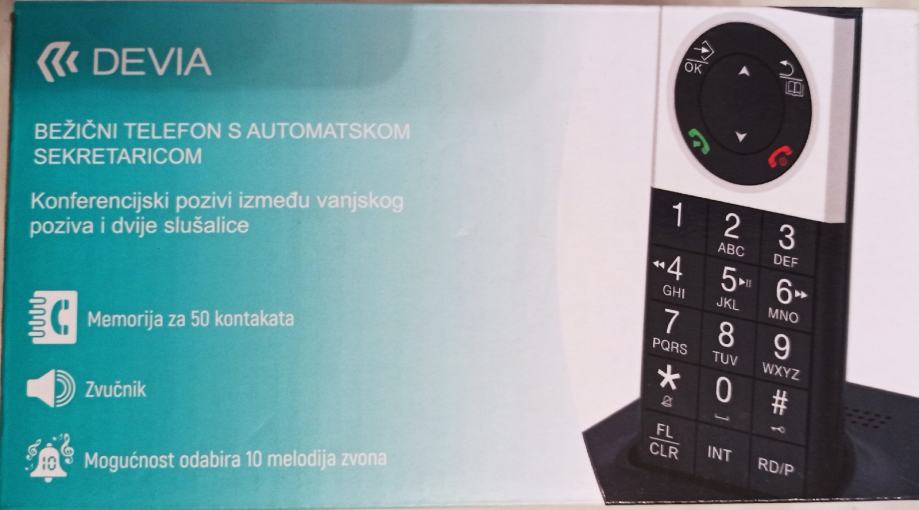 DEVIA
BEŽIČNI TELEFON S AUTOMATSKOM
SEKRETARICOM
Konferencijski pozivi između vanjskog
poziva i dvije slušalice
Memorija za 50 kontakata
Zvučnik
10
Mogućnost odabira 10 melodija zvona
OK
1
2
3
ABC
DEF
4
5
6
GHI
JKL
MNO
7
8
9
PQRS
TUV
WXYZ
*
0
#
FL
CLR
INT
RD/P